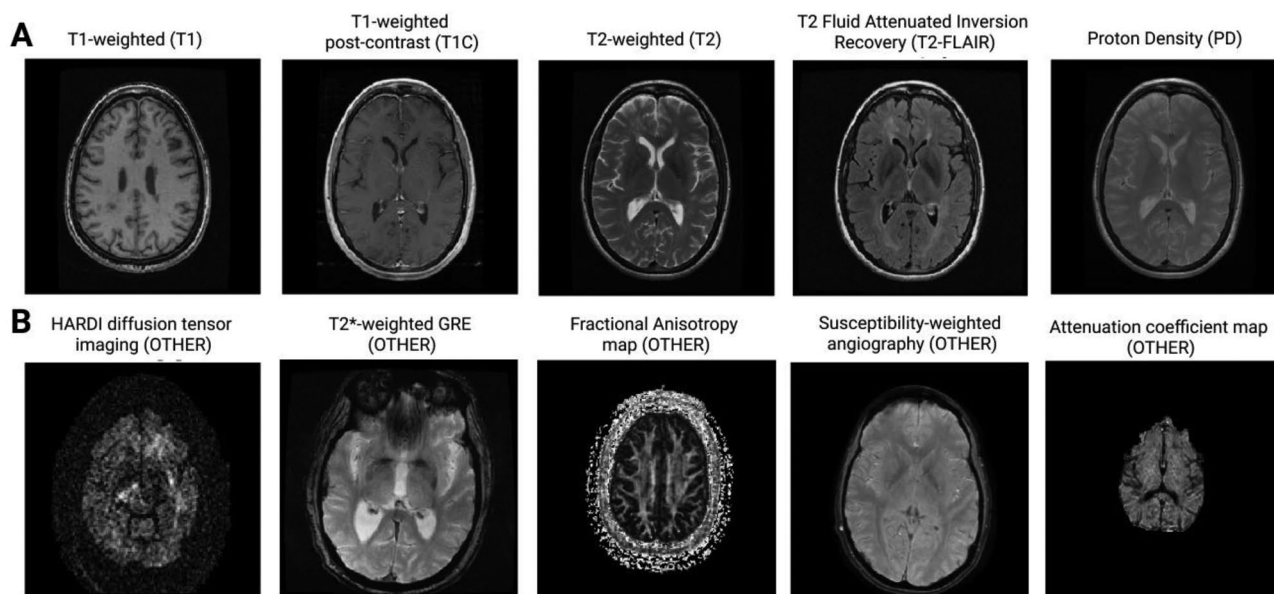 A
T1-weighted (T1)
T1-weighted
post-contrast (T1C)
T2-weighted (T2)
T2 Fluid Attenuated Inversion
Recovery (T2-FLAIR)
Proton Density (PD)
B
HARDI diffusion tensor
imaging (OTHER)
T2*-weighted GRE
(OTHER)
Fractional Anisotropy
map (OTHER)
Susceptibility-weighted
angiography (OTHER)
Attenuation coefficient map
(OTHER)